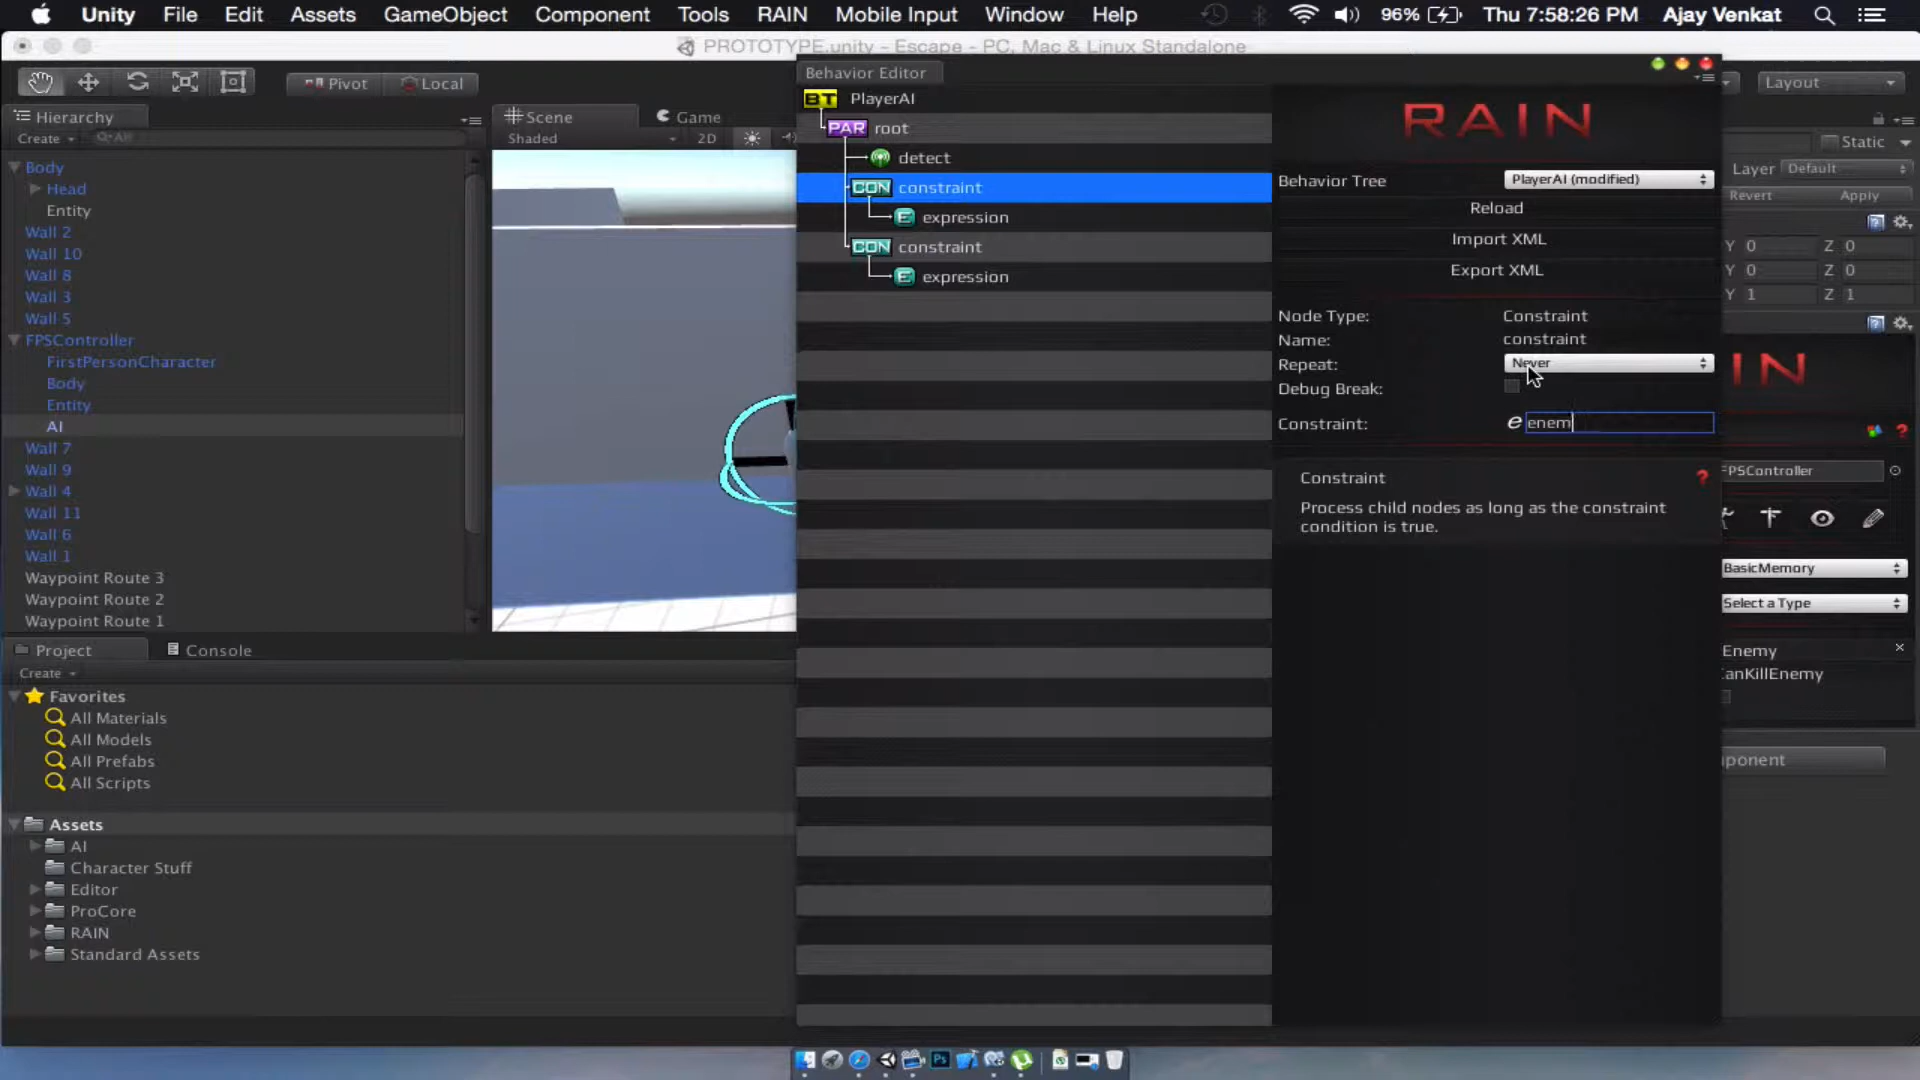 Unity File Edit Assets GameObject Component Tools RAIN Mobile Input Window Help 96% Thu 7:58:26 PM Ajay Venkat
PROTOTYPE.unity - Escape - PC, Mac & Linux Standalone
Pivot Local Layout
Behavior Editor
Hierarchy
Create All
Scene Game
Shaded 2D
BT PlayerAI
PAR root
detect
CON constraint
E expression
CON constraint
E expression
RAIN
Behavior Tree PlayerAI (modified)
Reload
Import XML
Export XML
Node Type: Constraint
Name: constraint
Repeat: Never
Debug Break:
Constraint: e enem
Constraint ?
Process child nodes as long as the constraint
condition is true.
Static
Layer Default
Revert Apply
Y 0 Z 0
Y 0 Z 0
Y 1 Z 1
IN
?
FPSController
BasicMemory
Select a Type
Enemy
CanKillEnemy
Body
Head
Entity
Wall 2
Wall 10
Wall 8
Wall 3
Wall 5
FPSController
FirstPersonCharacter
Body
Entity
AI
Wall 7
Wall 9
Wall 4
Wall 11
Wall 6
Wall 1
Waypoint Route 3
Waypoint Route 2
Waypoint Route 1
Project Console
Create
Favorites
All Materials
All Models
All Prefabs
All Scripts
Assets
AI
Character Stuff
Editor
ProCore
RAIN
Standard Assets
ponent
Ps